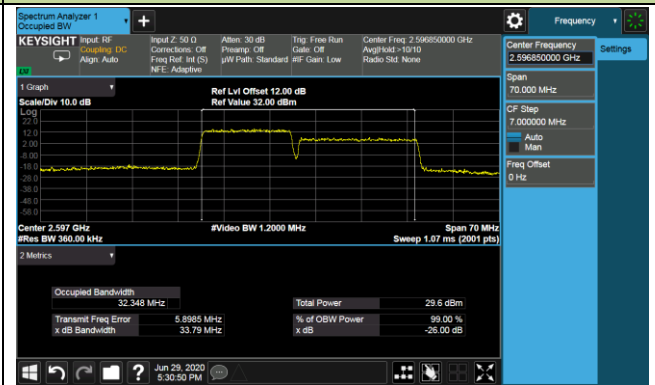 Spectrum Analyzer 1
Occupied BW
Frequency
KEYSIGHT
Input: RF
Coupling: DC
Align: Auto
Input Z: 50 Ω
Corrections: Off
Freq Ref: Int (S)
NFE: Adaptive
Atten: 30 dB
Preamp: Off
µW Path: Standard
Trig: Free Run
Gate: Off
#IF Gain: Low
Center Freq: 2.596850000 GHz
Avg|Hold:>10/10
Radio Std: None
Center Frequency
2.596850000 GHz
Settings
Span
70.000 MHz
CF Step
7.000000 MHz
Auto
Man
Freq Offset
0 Hz
1 Graph
Scale/Div 10.0 dB
Ref Lvl Offset 12.00 dB
Ref Value 32.00 dBm
Log
22.0
12.0
2.00
-8.00
-18.0
-28.0
-38.0
-48.0
-58.0
Center 2.597 GHz
#Res BW 360.00 kHz
#Video BW 1.2000 MHz
Span 70 MHz
Sweep 1.07 ms (2001 pts)
2 Metrics
Occupied Bandwidth
32.348 MHz
Total Power 29.6 dBm
Transmit Freq Error 5.8985 MHz
% of OBW Power 99.00 %
x dB Bandwidth 33.79 MHz
x dB -26.00 dB
Jun 29, 2020
5:30:50 PM